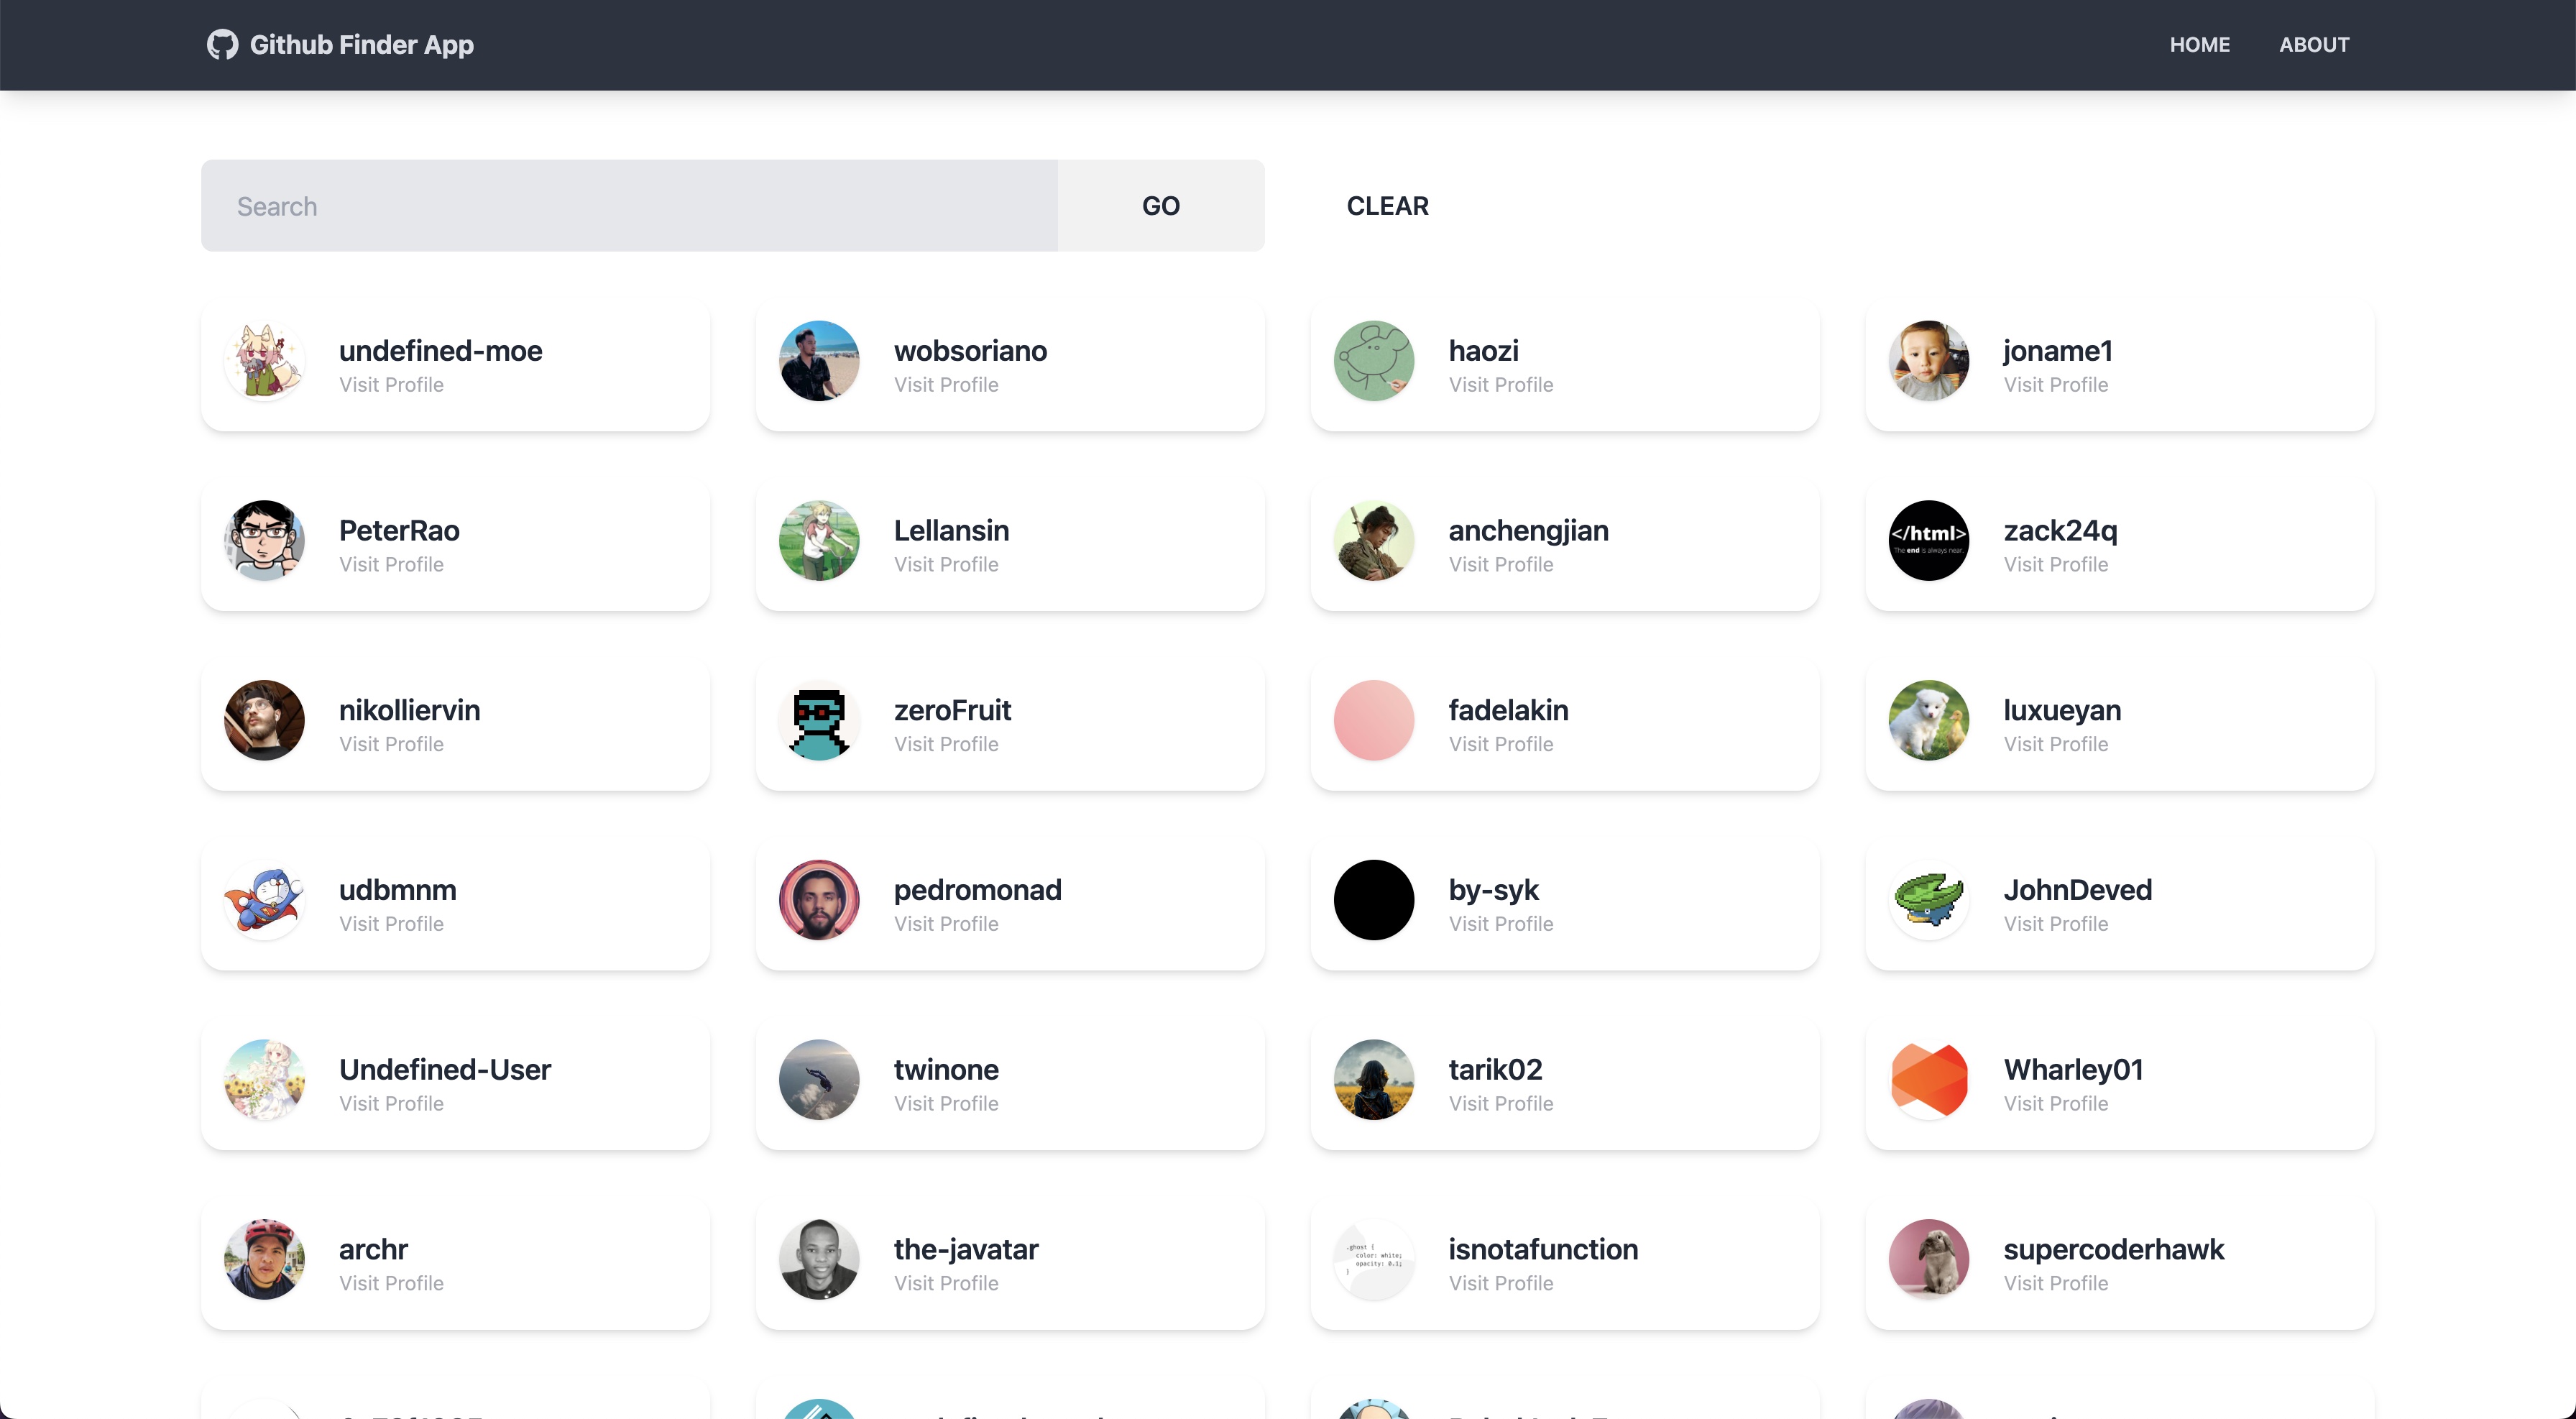 Github Finder App
HOME
ABOUT
Search
GO
CLEAR
undefined-moe
Visit Profile
wobsoriano
Visit Profile
haozi
Visit Profile
joname1
Visit Profile
PeterRao
Visit Profile
Lellansin
Visit Profile
anchengjian
Visit Profile
</html>
The end is always near.
zack24q
Visit Profile
nikolliervin
Visit Profile
zeroFruit
Visit Profile
fadelakin
Visit Profile
luxueyan
Visit Profile
udbmnm
Visit Profile
pedromonad
Visit Profile
by-syk
Visit Profile
JohnDeved
Visit Profile
Undefined-User
Visit Profile
twinone
Visit Profile
tarik02
Visit Profile
Wharley01
Visit Profile
archr
Visit Profile
the-javatar
Visit Profile
.ghost {
color: white;
opacity: 0.1;
}
isnotafunction
Visit Profile
supercoderhawk
Visit Profile